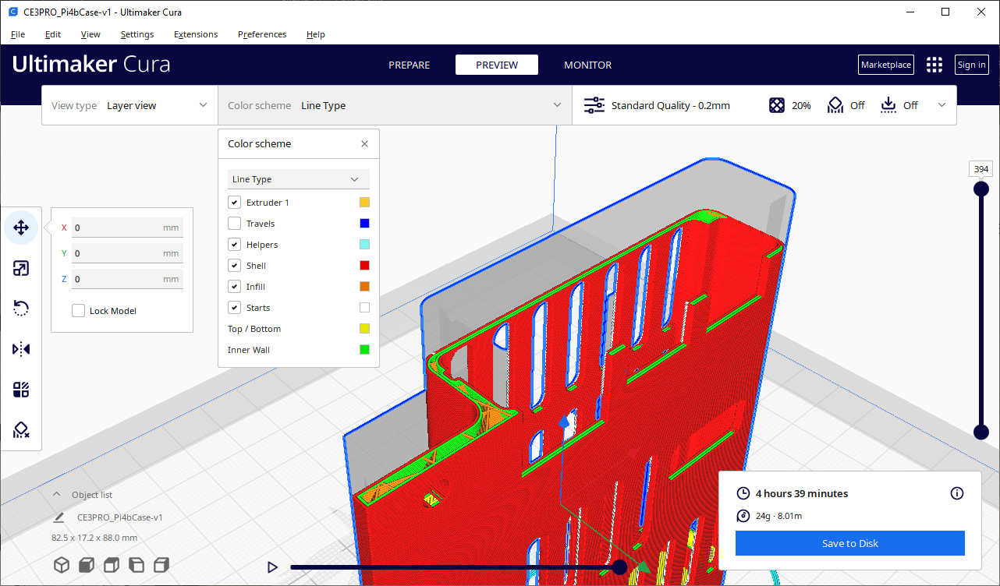 CE3PRO_Pi4bCase-v1 - Ultimaker Cura
File Edit View Settings Extensions Preferences Help
Ultimaker Cura
PREPARE PREVIEW MONITOR
Marketplace Sign in
View type Layer view
Color scheme Line Type
Standard Quality - 0.2mm 20% Off Off
Color scheme
Line Type
Extruder 1
Travels
Helpers
Shell
Infill
Starts
Top / Bottom
Inner Wall
X 0 mm
Y 0 mm
Z 0 mm
Lock Model
394
Object list
CE3PRO_Pi4bCase-v1
82.5 x 17.2 x 88.0 mm
4 hours 39 minutes
24g · 8.01m
Save to Disk